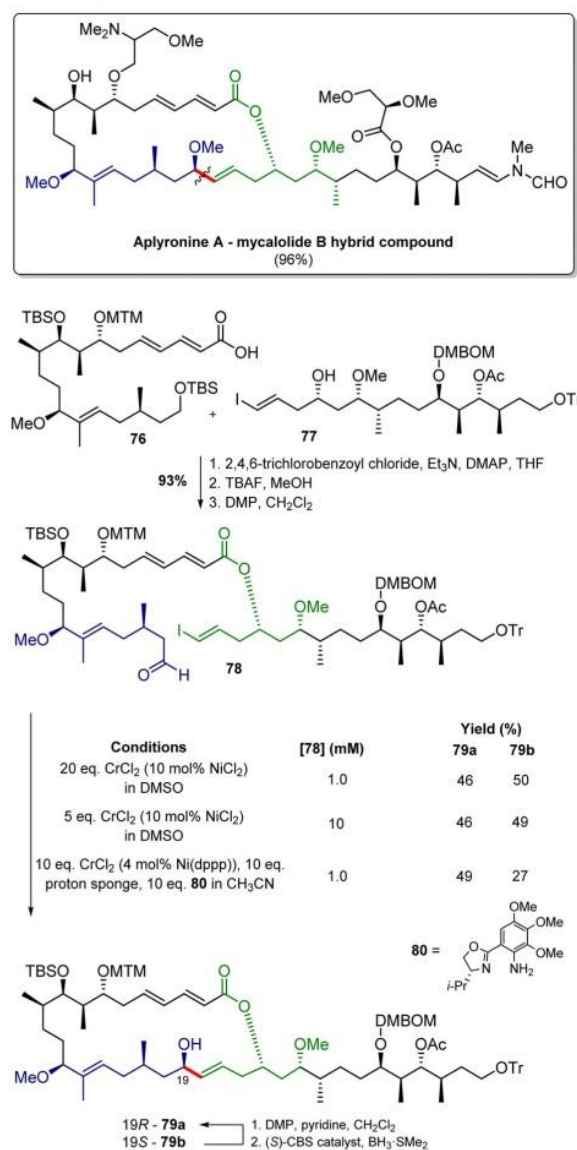 NMe₂
OMe
OH
O
O
O
MeO
OMe
O
OMe
OMe
O
OAc
Me
N
CHO
MeO
Aplyronine A - mycalolide B hybrid compound
(96%)
TBSO OMTM
O
OH
OTBS
MeO
76
+
DMBOM
OH
OMe
O
OAc
OTr
I
77
93%
1. 2,4,6-trichlorobenzoyl chloride, Et₃N, DMAP, THF
2. TBAF, MeOH
3. DMP, CH₂Cl₂
TBSO OMTM
O
O
DMBOM
OMe
O
OAc
OTr
I
MeO
O
H
78
Yield (%)
Conditions [78] (mM) 79a 79b
20 eq. CrCl₂ (10 mol% NiCl₂)
in DMSO
1.0 46 50
5 eq. CrCl₂ (10 mol% NiCl₂)
in DMSO
10 46 49
10 eq. CrCl₂ (4 mol% Ni(dppp)), 10 eq.
proton sponge, 10 eq. 80 in CH₃CN
1.0 49 27
80 =
OMe
OMe
O
OMe
N
NH₂
i-Pr
TBSO OMTM
O
O
DMBOM
OH
OMe
O
OAc
OTr
MeO
19
19R - 79a
19S - 79b
1. DMP, pyridine, CH₂Cl₂
2. (S)-CBS catalyst, BH₃·SMe₂